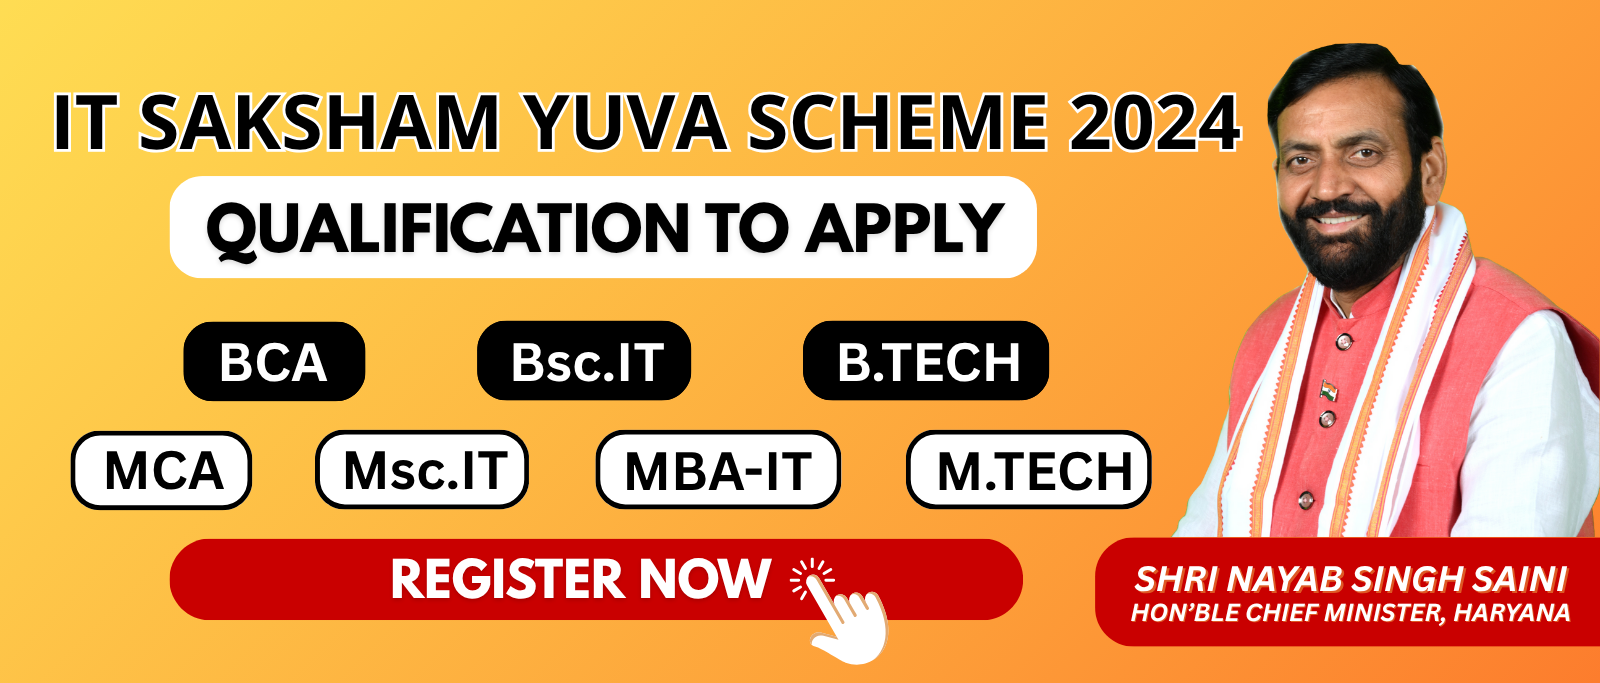 IT SAKSHAM YUVA SCHEME 2024
QUALIFICATION TO APPLY
BCA
Bsc.IT
B.TECH
MCA
Msc.IT
MBA-IT
M.TECH
REGISTER NOW
SHRI NAYAB SINGH SAINI
HON'BLE CHIEF MINISTER, HARYANA